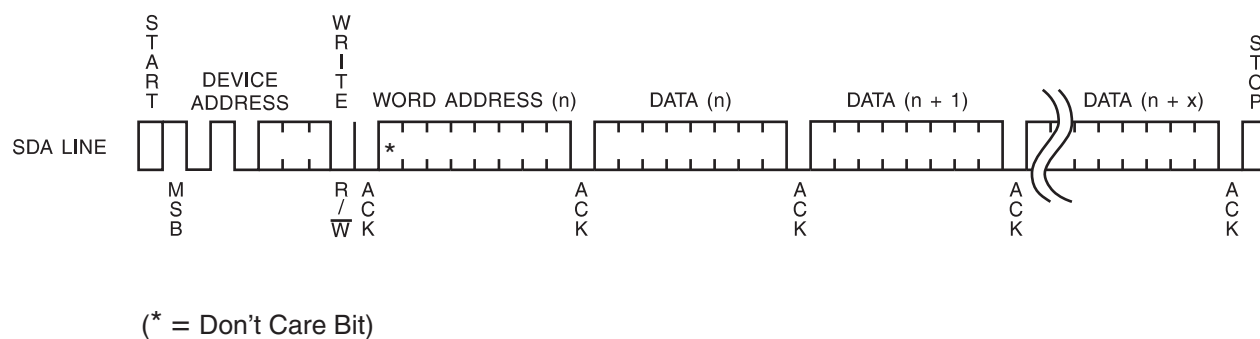 START
WRITE
STOP
DEVICE
ADDRESS
WORD ADDRESS (n)
DATA (n)
DATA (n + 1)
DATA (n + x)
SDA LINE
*
MSB
R/W
ACK
ACK
ACK
ACK
ACK
(* = Don't Care Bit)